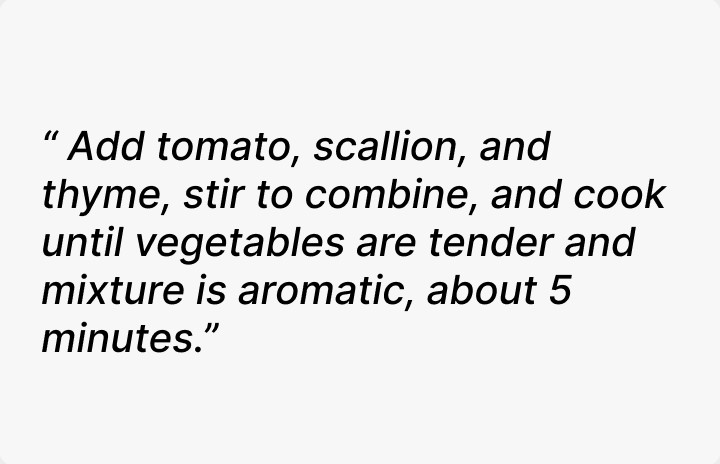 “ Add tomato, scallion, and
thyme, stir to combine, and cook
until vegetables are tender and
mixture is aromatic, about 5
minutes.”